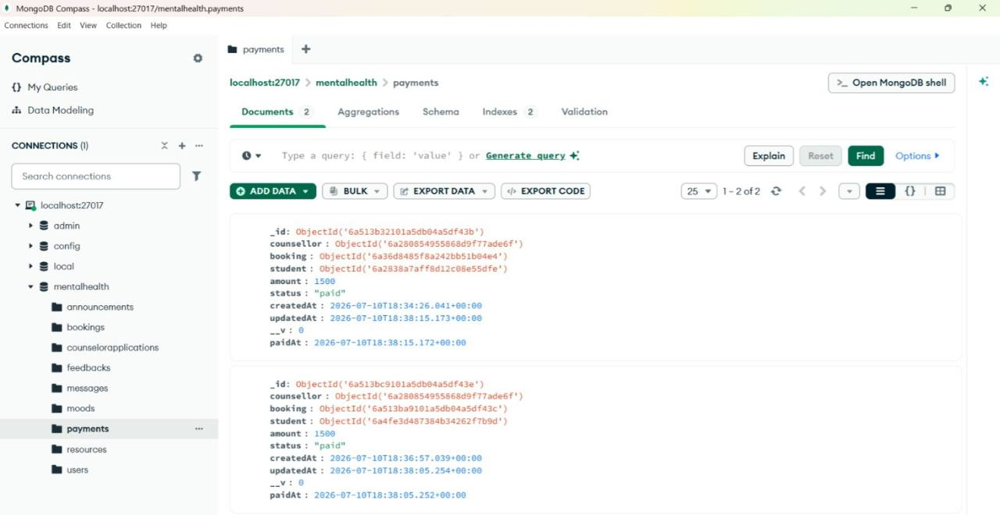 MongoDB Compass - localhost:27017/mentalhealth.payments
Connections Edit View Collection Help
Compass
{} My Queries
Data Modeling
CONNECTIONS (1)
Search connections
localhost:27017
admin
config
local
mentalhealth
announcements
bookings
counselorapplications
feedbacks
messages
moods
payments
resources
users
payments
localhost:27017 > mentalhealth > payments
>_ Open MongoDB shell
Documents 2 Aggregations Schema Indexes 2 Validation
Type a query: { field: 'value' } or Generate query
Explain Reset Find Options
ADD DATA BULK EXPORT DATA EXPORT CODE
25 1 – 2 of 2 {}
_id: ObjectId('6a513b32101a5db04a5df43b')
counsellor : ObjectId('6a280854955868d9f77ade6f')
booking : ObjectId('6a36d8485f8a242bb51b04e4')
student : ObjectId('6a2838a7aff8d12c08e55dfe')
amount : 1500
status : "paid"
createdAt : 2026-07-10T18:34:26.041+00:00
updatedAt : 2026-07-10T18:38:15.173+00:00
__v : 0
paidAt : 2026-07-10T18:38:15.172+00:00
_id: ObjectId('6a513bc9101a5db04a5df43e')
counsellor : ObjectId('6a280854955868d9f77ade6f')
booking : ObjectId('6a513ba9101a5db04a5df43c')
student : ObjectId('6a4fe3d487384b34262f7b9d')
amount : 1500
status : "paid"
createdAt : 2026-07-10T18:36:57.039+00:00
updatedAt : 2026-07-10T18:38:05.254+00:00
__v : 0
paidAt : 2026-07-10T18:38:05.252+00:00